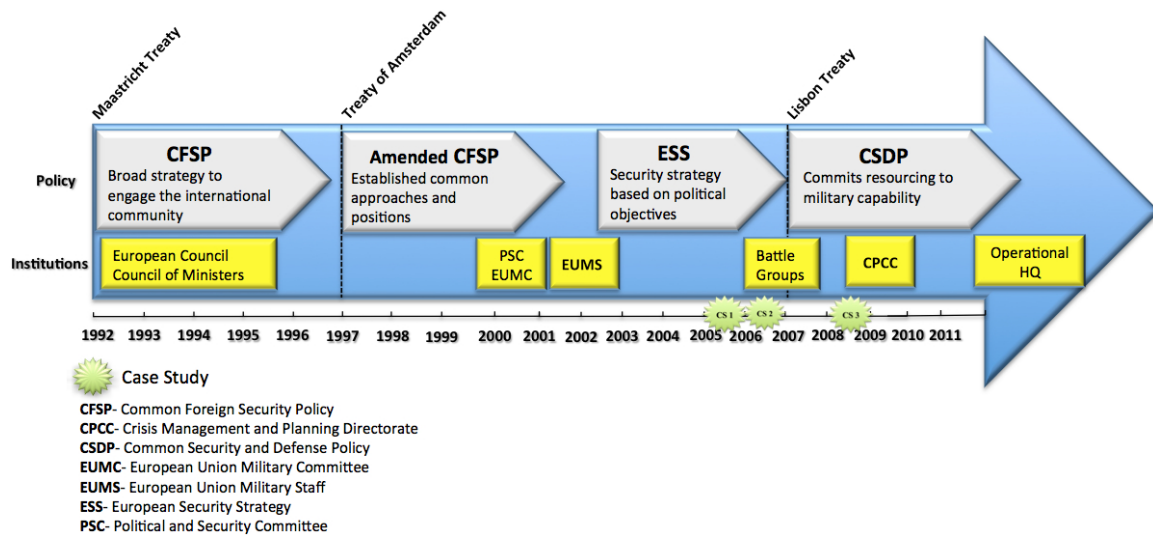 Maastricht Treaty
Treaty of Amsterdam
Lisbon Treaty
Policy
CFSP
Broad strategy to
engage the international
community
Amended CFSP
Established common
approaches and
positions
ESS
Security strategy
based on political
objectives
CSDP
Commits resourcing to
military capability
Institutions
European Council
Council of Ministers
PSC
EUMC
EUMS
Battle
Groups
CPCC
Operational
HQ
CS 1
CS 2
CS 3
1992 1993 1994 1995 1996 1997 1998 1999 2000 2001 2002 2003 2004 2005 2006 2007 2008 2009 2010 2011
Case Study
CFSP- Common Foreign Security Policy
CPCC- Crisis Management and Planning Directorate
CSDP- Common Security and Defense Policy
EUMC- European Union Military Committee
EUMS- European Union Military Staff
ESS- European Security Strategy
PSC- Political and Security Committee